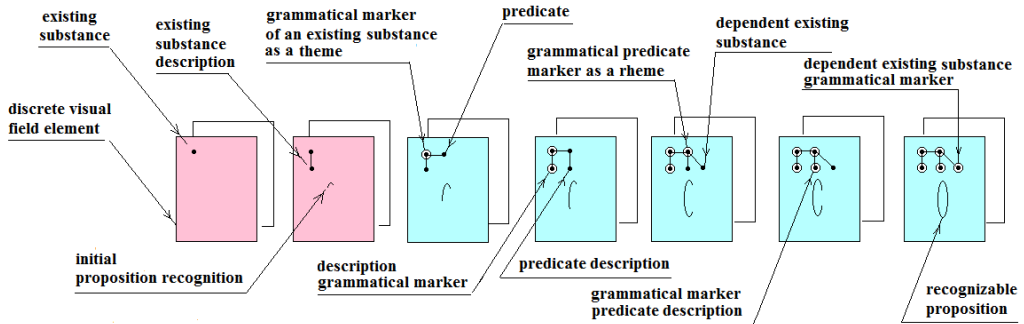 existing
substance
existing
substance
description
grammatical marker
of an existing substance
as a theme
predicate
grammatical predicate
marker as a rheme
dependent existing
substance
dependent existing substance
grammatical marker
discrete visual
field element
initial
proposition recognition
description
grammatical marker
predicate description
grammatical marker
predicate description
recognizable
proposition